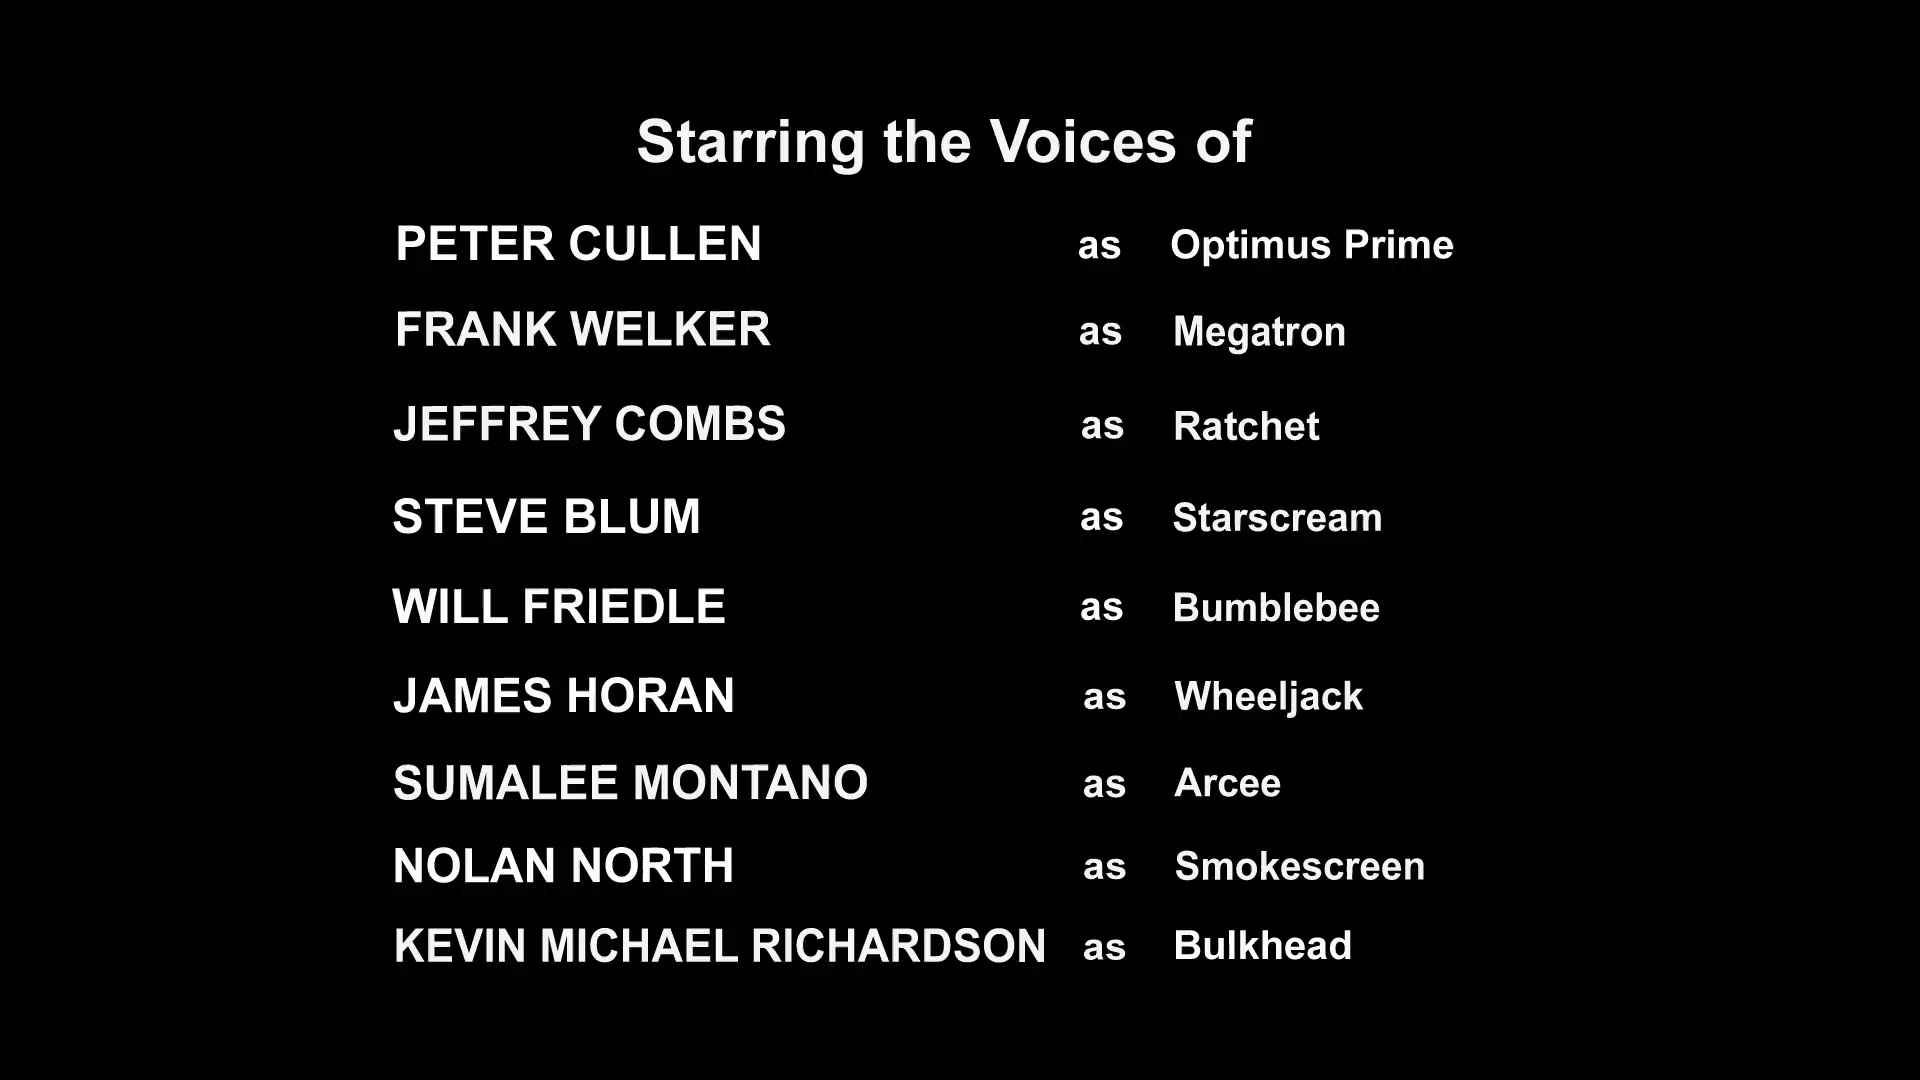 Starring the Voices of
PETER CULLEN as Optimus Prime
FRANK WELKER as Megatron
JEFFREY COMBS as Ratchet
STEVE BLUM as Starscream
WILL FRIEDLE as Bumblebee
JAMES HORAN as Wheeljack
SUMALEE MONTANO as Arcee
NOLAN NORTH as Smokescreen
KEVIN MICHAEL RICHARDSON as Bulkhead